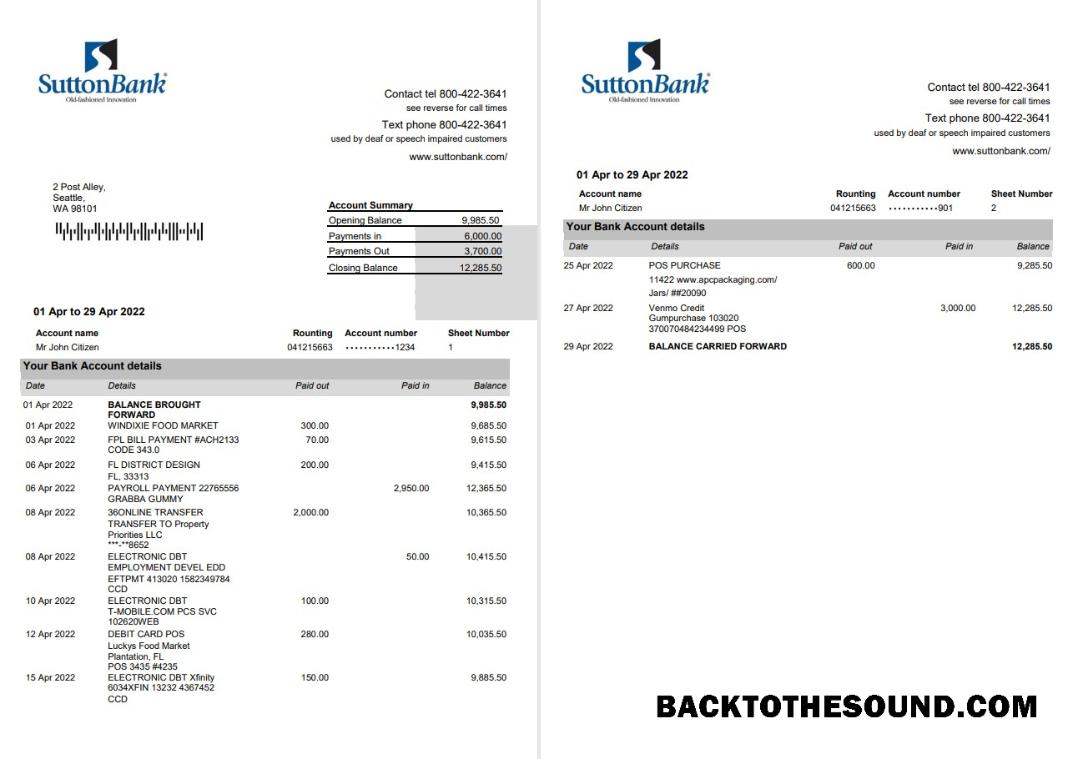 SuttonBank®
Old-fashioned Innovation
Contact tel 800-422-3641
see reverse for call times
Text phone 800-422-3641
used by deaf or speech impaired customers
www.suttonbank.com/
2 Post Alley,
Seattle,
WA 98101
Account Summary
Opening Balance 9,985.50
Payments in 6,000.00
Payments Out 3,700.00
Closing Balance 12,285.50
01 Apr to 29 Apr 2022
Account name Rounting Account number Sheet Number
Mr John Citizen 041215663 ···········1234 1
Your Bank Account details
Date Details Paid out Paid in Balance
01 Apr 2022 BALANCE BROUGHT 9,985.50
FORWARD
01 Apr 2022 WINDIXIE FOOD MARKET 300.00 9,685.50
03 Apr 2022 FPL BILL PAYMENT #ACH2133 70.00 9,615.50
CODE 343.0
06 Apr 2022 FL DISTRICT DESIGN 200.00 9,415.50
FL, 33313
06 Apr 2022 PAYROLL PAYMENT 22765556 2,950.00 12,365.50
GRABBA GUMMY
08 Apr 2022 36ONLINE TRANSFER 2,000.00 10,365.50
TRANSFER TO Property
Priorities LLC
***-**8652
08 Apr 2022 ELECTRONIC DBT 50.00 10,415.50
EMPLOYMENT DEVEL EDD
EFTPMT 413020 1582349784
CCD
10 Apr 2022 ELECTRONIC DBT 100.00 10,315.50
T-MOBILE.COM PCS SVC
102620WEB
12 Apr 2022 DEBIT CARD POS 280.00 10,035.50
Luckys Food Market
Plantation, FL
POS 3435 #4235
15 Apr 2022 ELECTRONIC DBT Xfinity 150.00 9,885.50
6034XFIN 13232 4367452
CCD
SuttonBank®
Old-fashioned Innovation
Contact tel 800-422-3641
see reverse for call times
Text phone 800-422-3641
used by deaf or speech impaired customers
www.suttonbank.com/
01 Apr to 29 Apr 2022
Account name Rounting Account number Sheet Number
Mr John Citizen 041215663 ···········901 2
Your Bank Account details
Date Details Paid out Paid in Balance
25 Apr 2022 POS PURCHASE 600.00 9,285.50
11422 www.apcpackaging.com/
Jars/ ##20090
27 Apr 2022 Venmo Credit 3,000.00 12,285.50
Gumpurchase 103020
370070484234499 POS
29 Apr 2022 BALANCE CARRIED FORWARD 12,285.50
BACKTOTHESOUND.COM